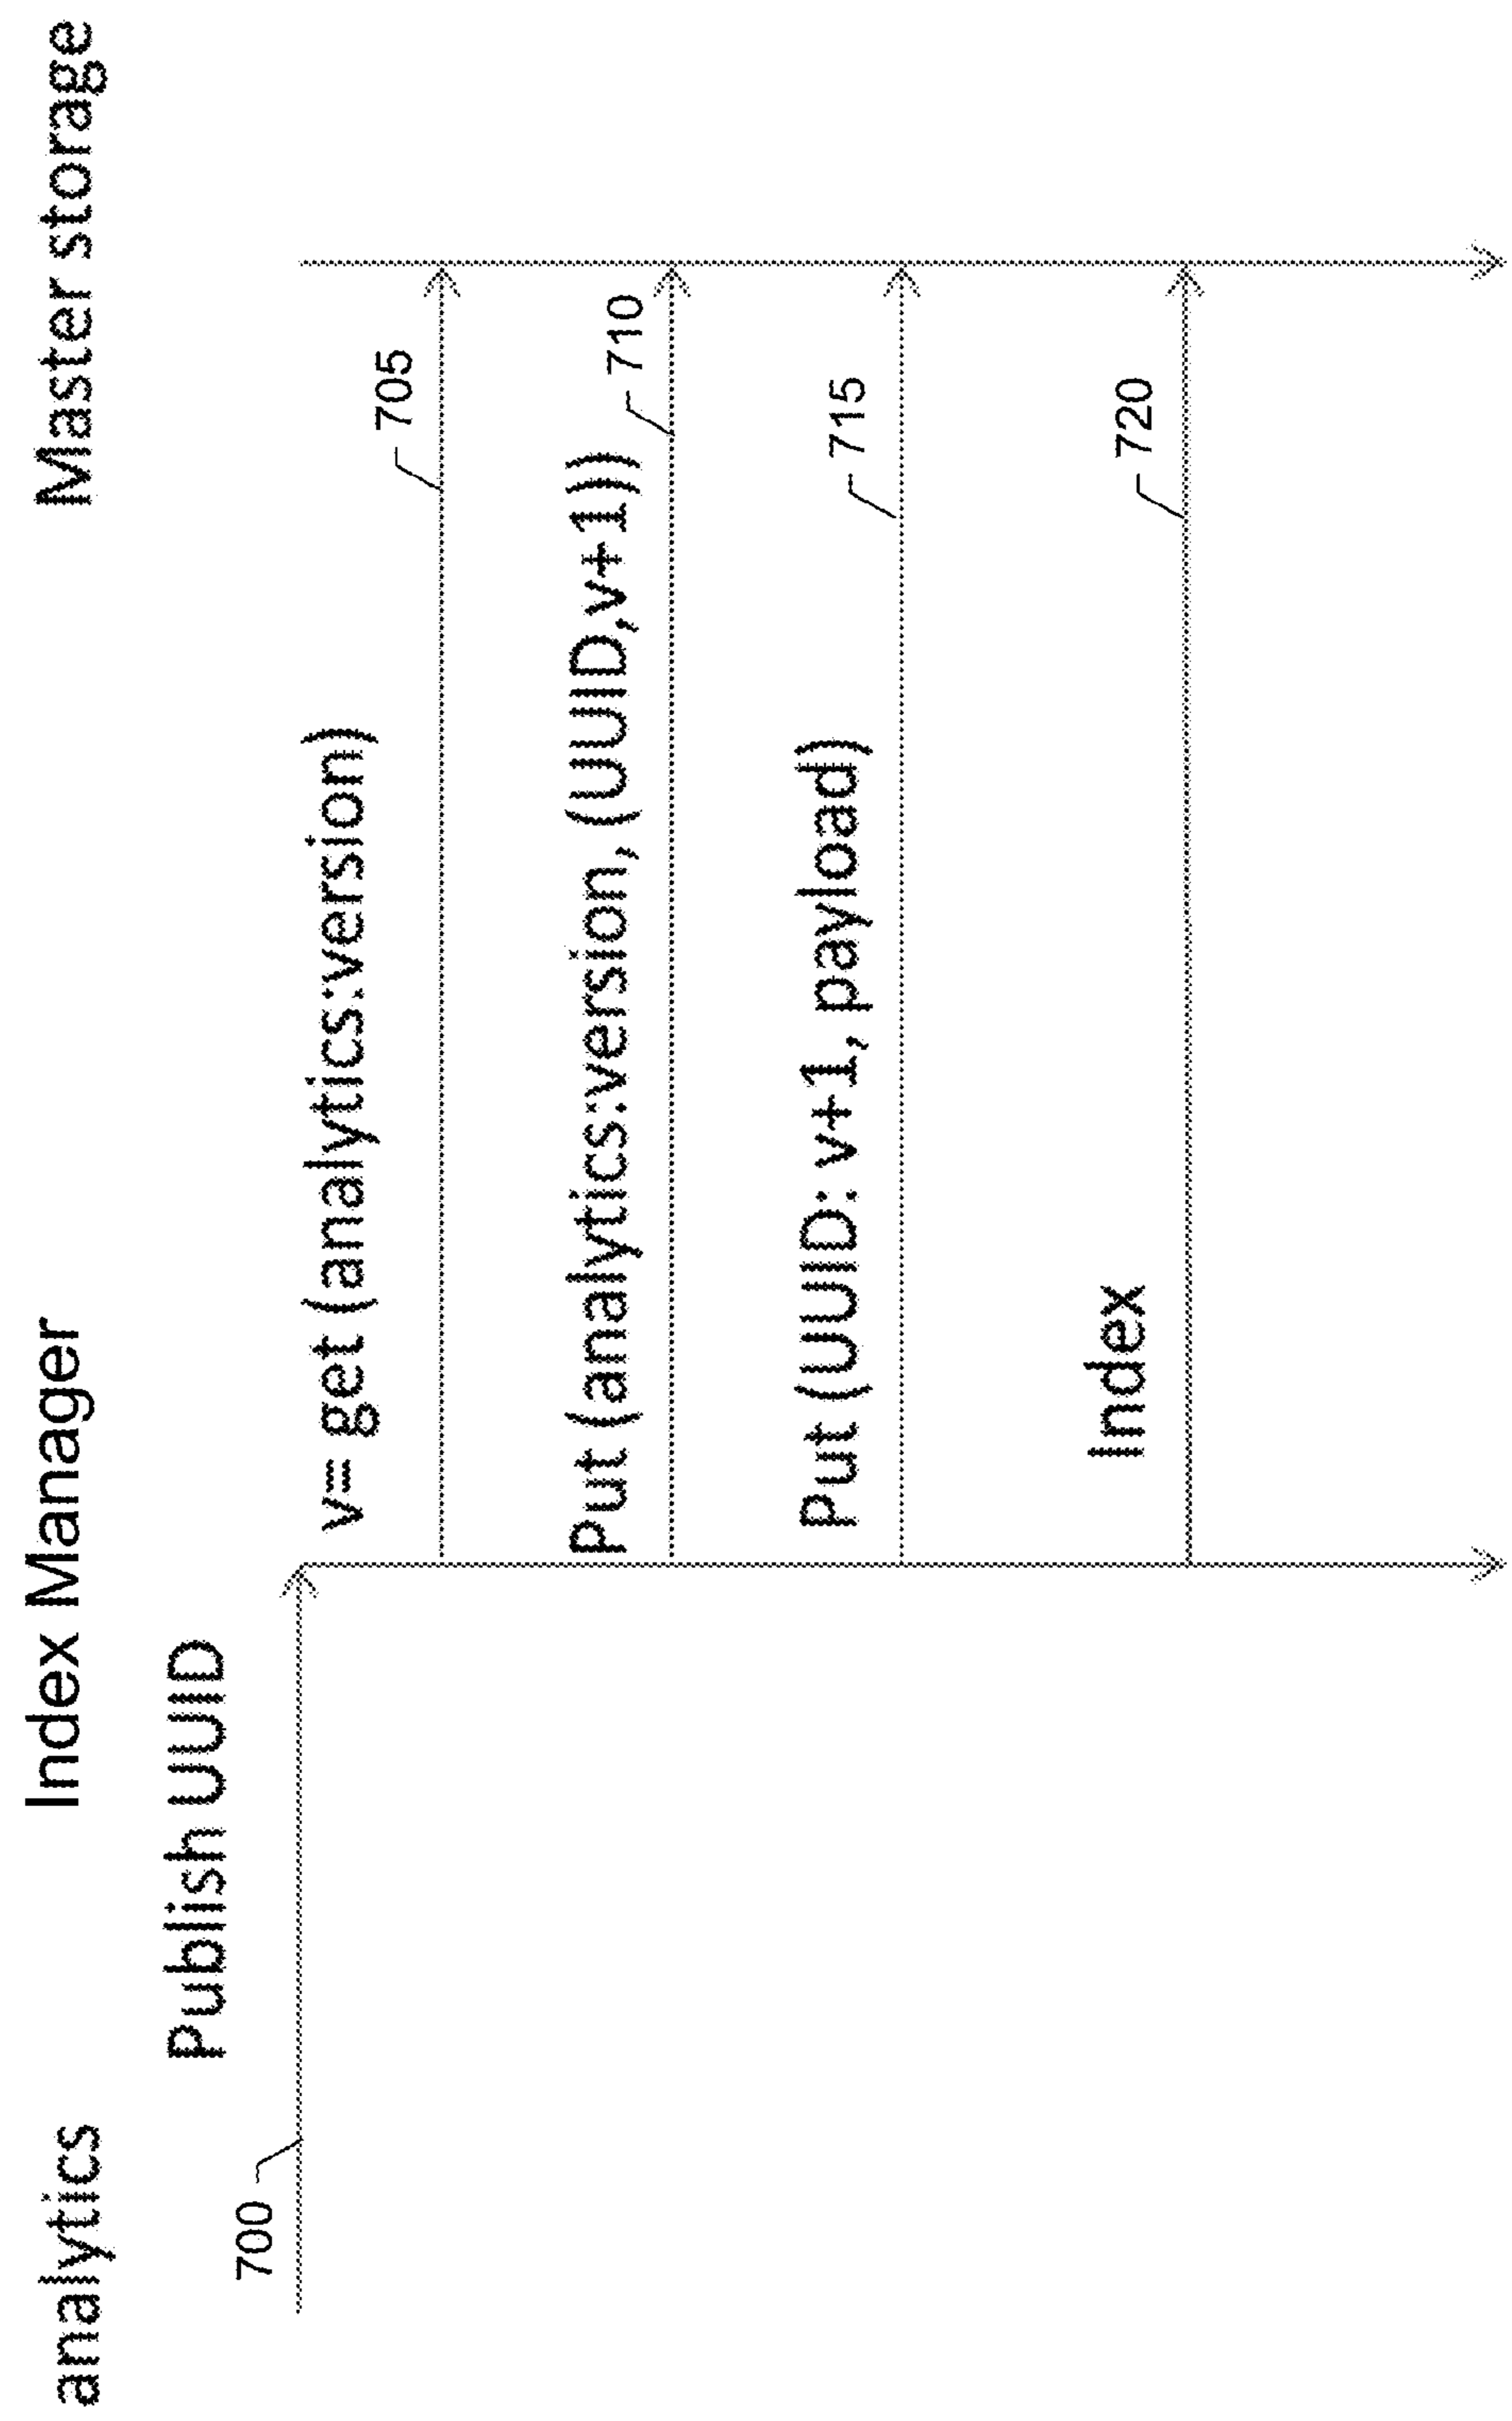 analytics
Index Manager
Master storage
Publish UUID
700
v= get (analytics:version)
705
Put (analytics:version, (UUID,v+1))
710
Put (UUID: v+1, payload)
715
Index
720